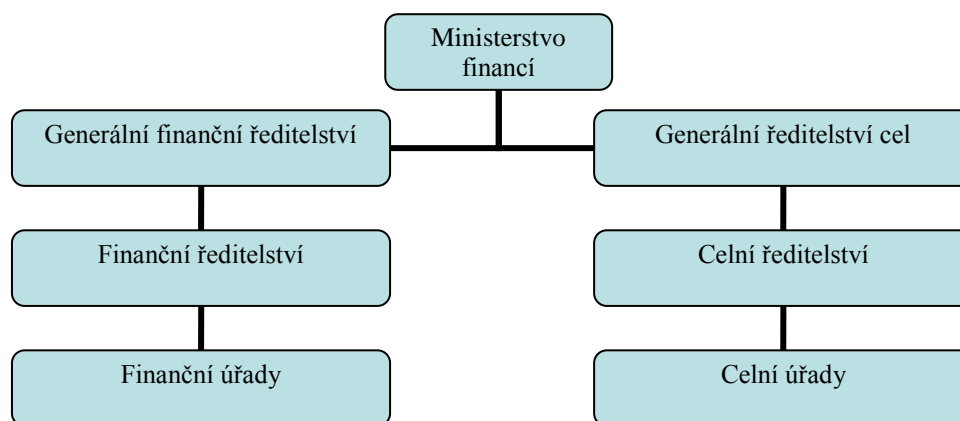 Ministerstvo
financí
Generální finanční ředitelství
Generální ředitelství cel
Finanční ředitelství
Celní ředitelství
Finanční úřady
Celní úřady